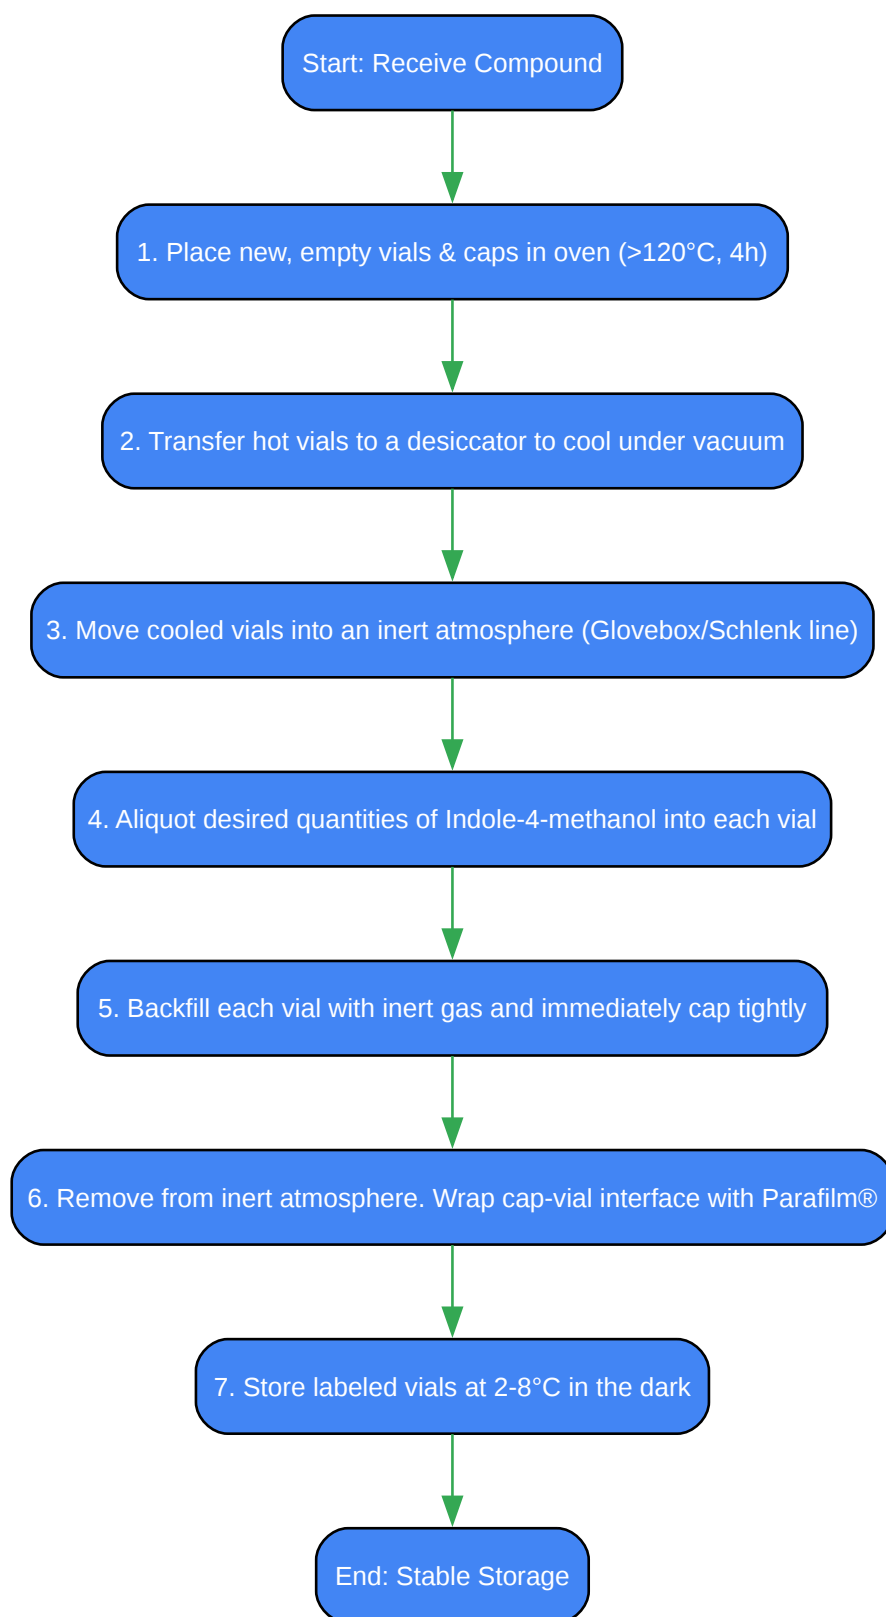 Start: Receive Compound
1. Place new, empty vials & caps in oven (>120°C, 4h)
2. Transfer hot vials to a desiccator to cool under vacuum
3. Move cooled vials into an inert atmosphere (Glovebox/Schlenk line)
4. Aliquot desired quantities of Indole-4-methanol into each vial
5. Backfill each vial with inert gas and immediately cap tightly
6. Remove from inert atmosphere. Wrap cap-vial interface with Parafilm®
7. Store labeled vials at 2-8°C in the dark
End: Stable Storage